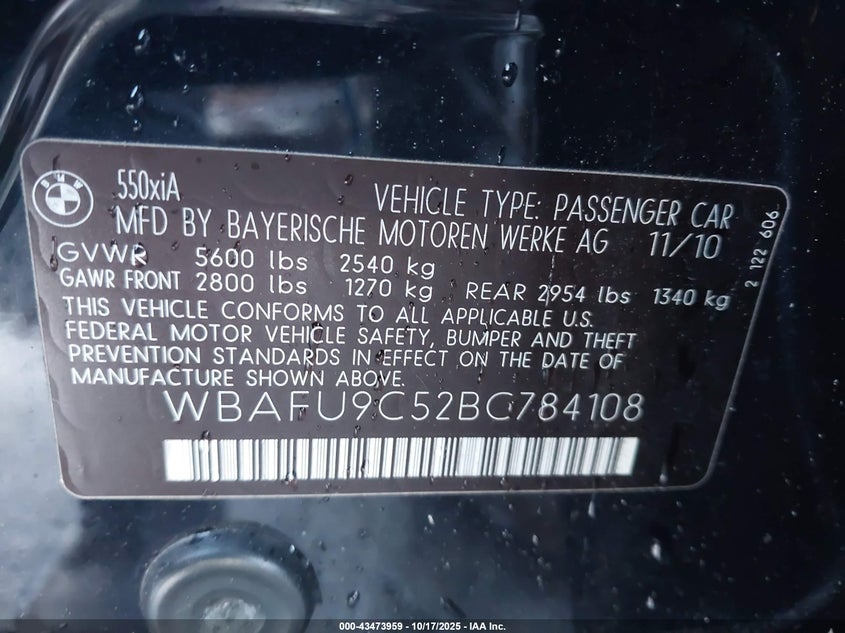 BMW
550xiA
VEHICLE TYPE: PASSENGER CAR
MFD BY BAYERISCHE MOTOREN WERKE AG 11/10
GVWR 5600 lbs 2540 kg
GAWR FRONT 2800 lbs 1270 kg REAR 2954 lbs 1340 kg
THIS VEHICLE CONFORMS TO ALL APPLICABLE U.S.
FEDERAL MOTOR VEHICLE SAFETY, BUMPER AND THEFT
PREVENTION STANDARDS IN EFFECT ON THE DATE OF
MANUFACTURE SHOWN ABOVE.
WBAFU9C52BC784108
2 122 606
000-43473959 - 10/17/2025 - IAA Inc.